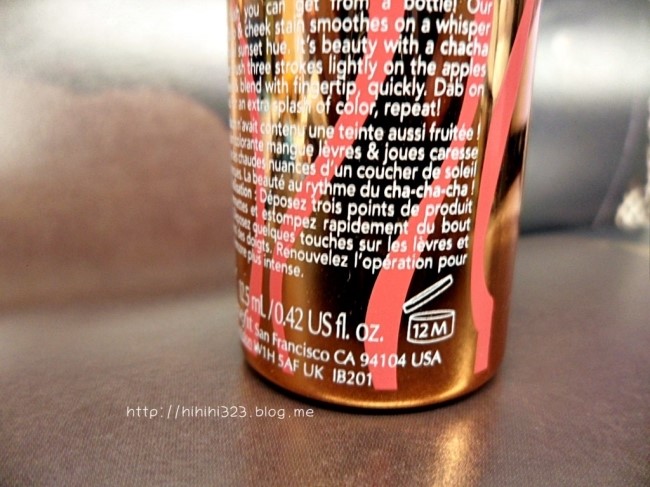 you can get from a bottle! Our
& cheek stain smoothes on a whisper
sunset hue. It's beauty with a chacha
three strokes lightly on the apples
blend with fingertip, quickly. Dab on
an extra splash of color, repeat!
n'avait contenu une teinte aussi fruitée !
mangue lèvres & joues caresse
chaudes nuances d'un coucher de soleil
La beauté au rythme du cha-cha-cha !
: Déposez trois points de produit
et estompez rapidement du bout
quelques touches sur les lèvres et
des doigts. Renouvelez l'opération pour
plus intense.
12.5 mL / 0.42 US fl. oz.
12 M
San Francisco CA 94104 USA
W1H 5AF UK IB201
http://hihihi323.blog.me